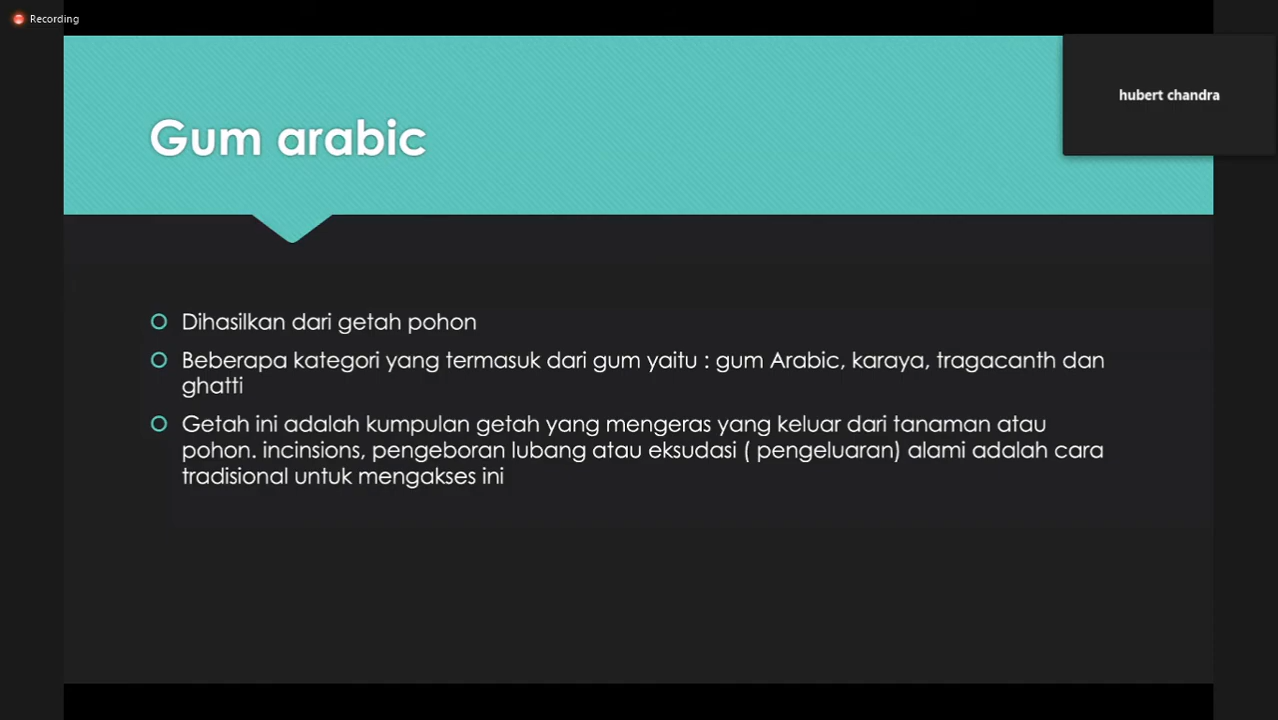 Recording
hubert chandra
Gum arabic
Dihasilkan dari getah pohon
Beberapa kategori yang termasuk dari gum yaitu : gum Arabic, karaya, tragacanth dan
ghatti
Getah ini adalah kumpulan getah yang mengeras yang keluar dari tanaman atau
pohon. incinsions, pengeboran lubang atau eksudasi ( pengeluaran) alami adalah cara
tradisional untuk mengakses ini